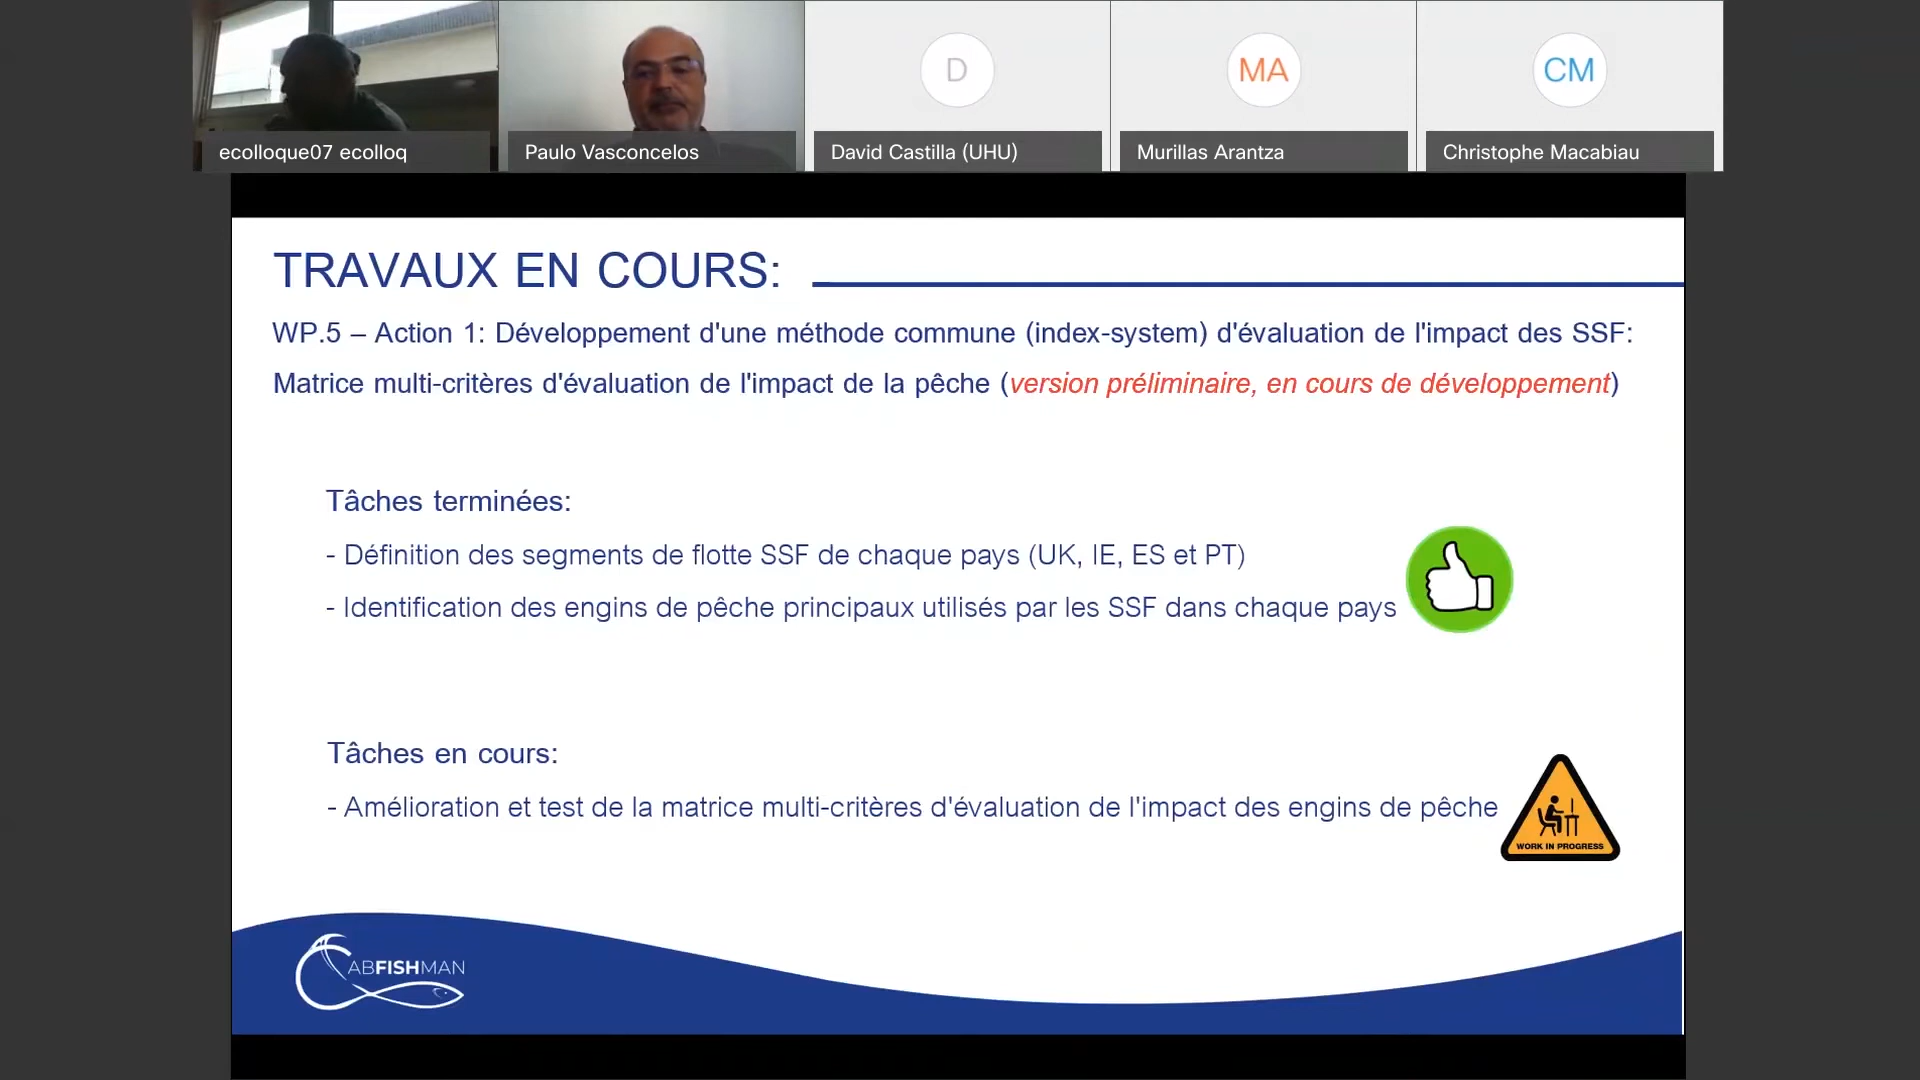 D
MA
CM
ecolloque07 ecolloq
Paulo Vasconcelos
David Castilla (UHU)
Murillas Arantza
Christophe Macabiau
TRAVAUX EN COURS:
WP.5 – Action 1: Développement d'une méthode commune (index-system) d'évaluation de l'impact des SSF:
Matrice multi-critères d'évaluation de l'impact de la pêche (version préliminaire, en cours de développement)
Tâches terminées:
- Définition des segments de flotte SSF de chaque pays (UK, IE, ES et PT)
- Identification des engins de pêche principaux utilisés par les SSF dans chaque pays
Tâches en cours:
- Amélioration et test de la matrice multi-critères d'évaluation de l'impact des engins de pêche
WORK IN PROGRESS
CABFISHMAN